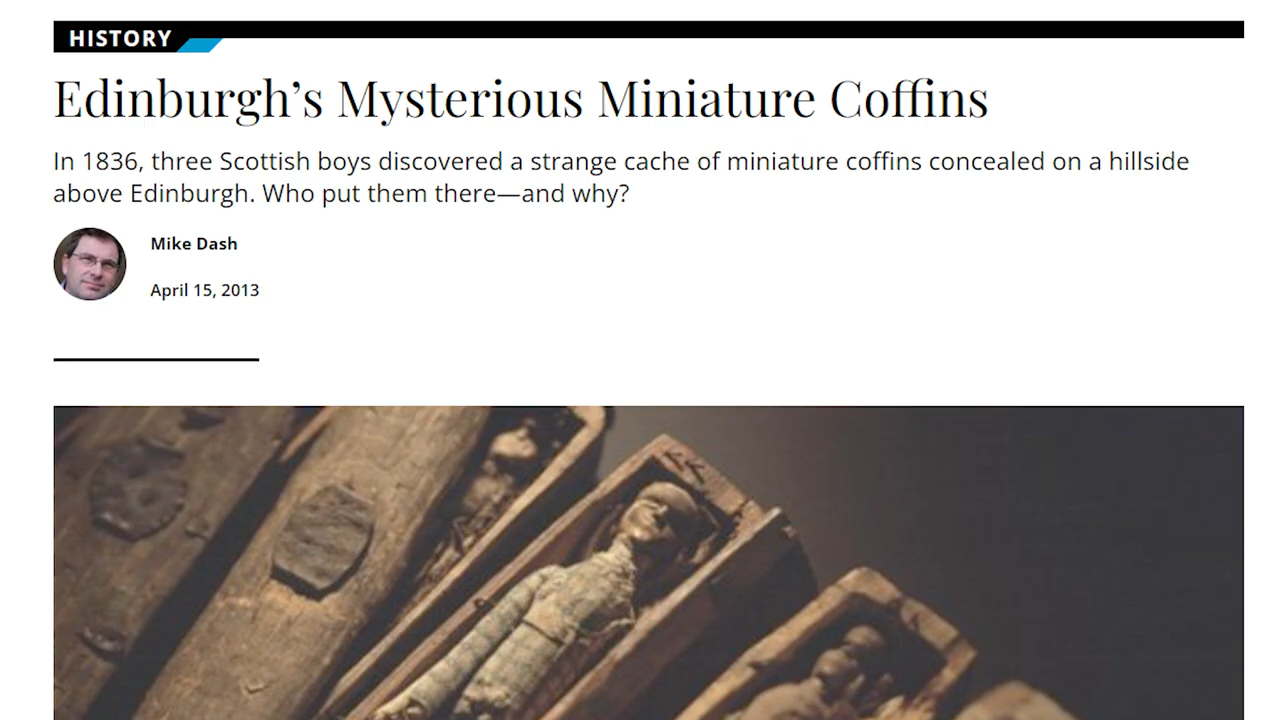 HISTORY
Edinburgh’s Mysterious Miniature Coffins
In 1836, three Scottish boys discovered a strange cache of miniature coffins concealed on a hillside
above Edinburgh. Who put them there—and why?
Mike Dash
April 15, 2013